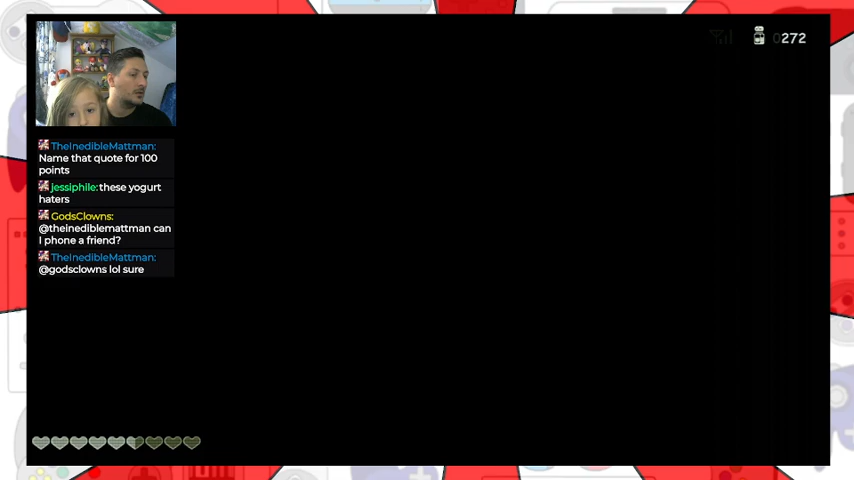 0272
TheInedibleMattman:
Name that quote for 100
points
jessiphile: these yogurt
haters
GodsClowns:
@theinediblemattman can
I phone a friend?
TheInedibleMattman:
@godsclowns lol sure